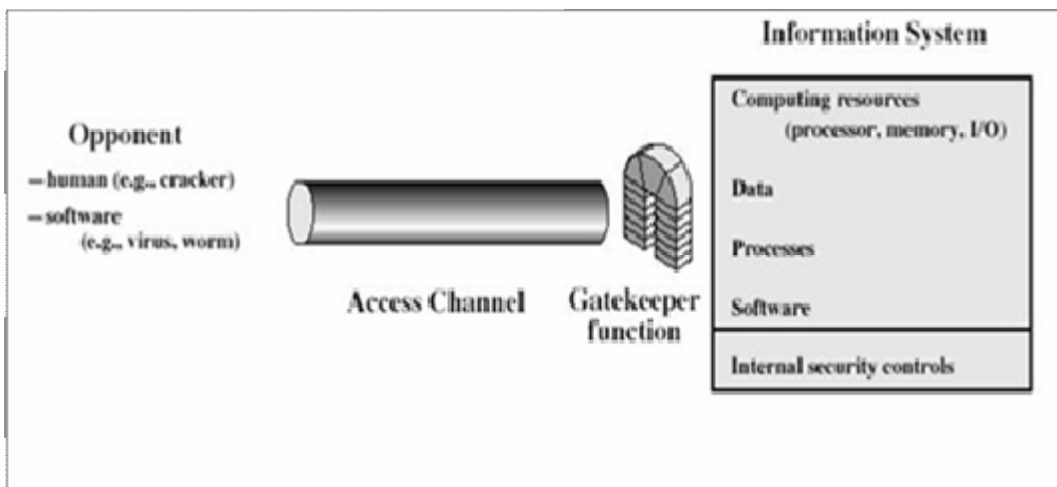 Information System
Opponent
–human (e.g., cracker)
–software
(e.g., virus, worm)
Access Channel
Gatekeeper
function
Computing resources
(processor, memory, I/O)
Data
Processes
Software
Internal security controls